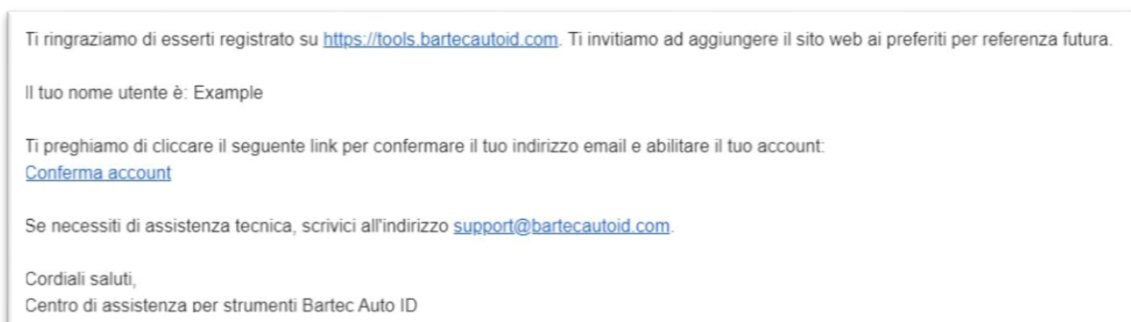 Ti ringraziamo di esserti registrato su https://tools.bartecautoid.com. Ti invitiamo ad aggiungere il sito web ai preferiti per referenza futura.
Il tuo nome utente è: Example
Ti preghiamo di cliccare il seguente link per confermare il tuo indirizzo email e abilitare il tuo account:
Conferma account
Se necessiti di assistenza tecnica, scrivici all'indirizzo support@bartecautoid.com.
Cordiali saluti,
Centro di assistenza per strumenti Bartec Auto ID